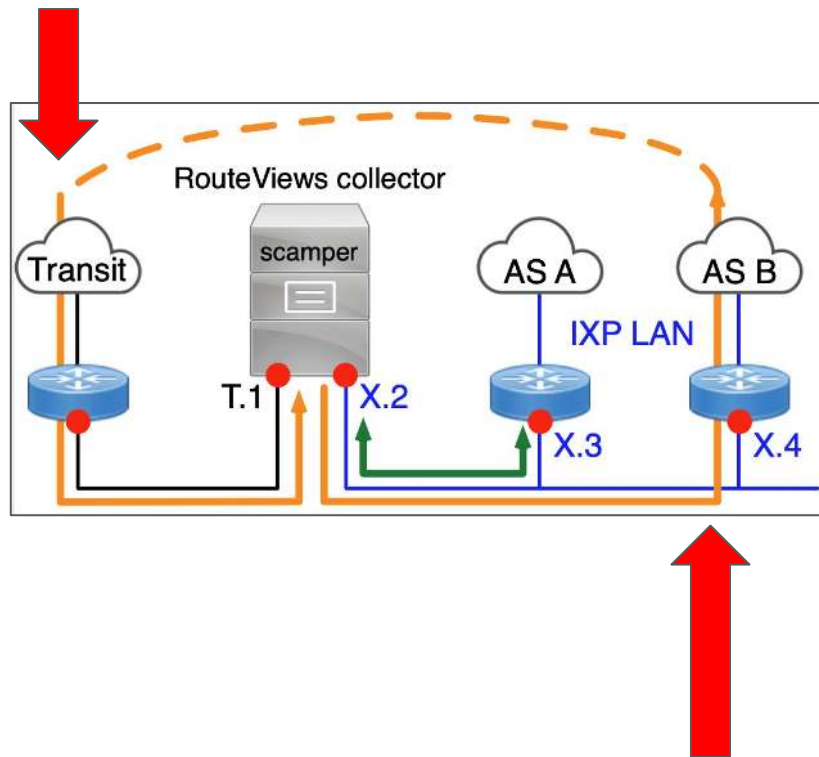 RouteViews collector
scamper
Transit
AS A
AS B
IXP LAN
T.1
X.2
X.3
X.4